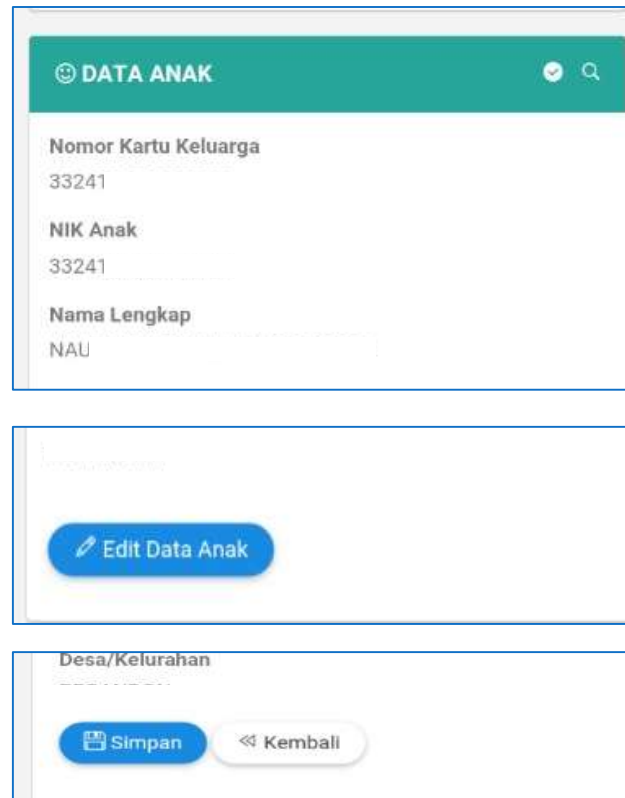 DATA ANAK
Nomor Kartu Keluarga
33241
NIK Anak
33241
Nama Lengkap
NAU
Edit Data Anak
Desa/Kelurahan
Simpan
Kembali